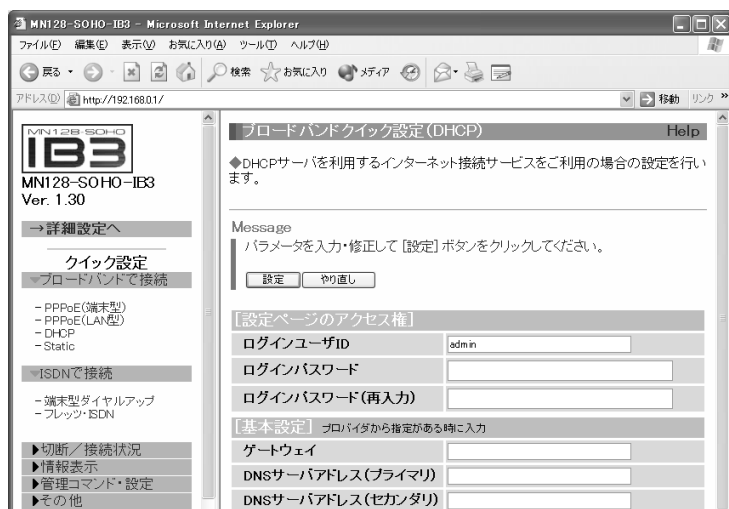 MN128-SOHO-IB3 - Microsoft Internet Explorer
ファイル(F) 編集(E) 表示(V) お気に入り(A) ツール(T) ヘルプ(H)
戻る 検索 お気に入り メディア
アドレス(D) http://192.168.0.1/ 移動 リンク »
MN128-SOHO
IB3
MN128-SOHO-IB3
Ver. 1.30
→詳細設定へ
クイック設定
▼ブロードバンドで接続
- PPPoE(端末型)
- PPPoE(LAN型)
- DHCP
- Static
▼ISDNで接続
- 端末型ダイヤルアップ
- フレッツ・ISDN
▶切断/接続状況
▶情報表示
▶管理コマンド・設定
▶その他
ブロードバンドクイック設定(DHCP) Help
◆DHCPサーバを利用するインターネット接続サービスをご利用の場合の設定を行い
ます。
Message
パラメータを入力・修正して [設定] ボタンをクリックしてください。
設定 やり直し
[設定ページのアクセス権]
ログインユーザID admin
ログインパスワード
ログインパスワード(再入力)
[基本設定] プロバイダから指定がある時に入力
ゲートウェイ
DNSサーバアドレス(プライマリ)
DNSサーバアドレス(セカンダリ)